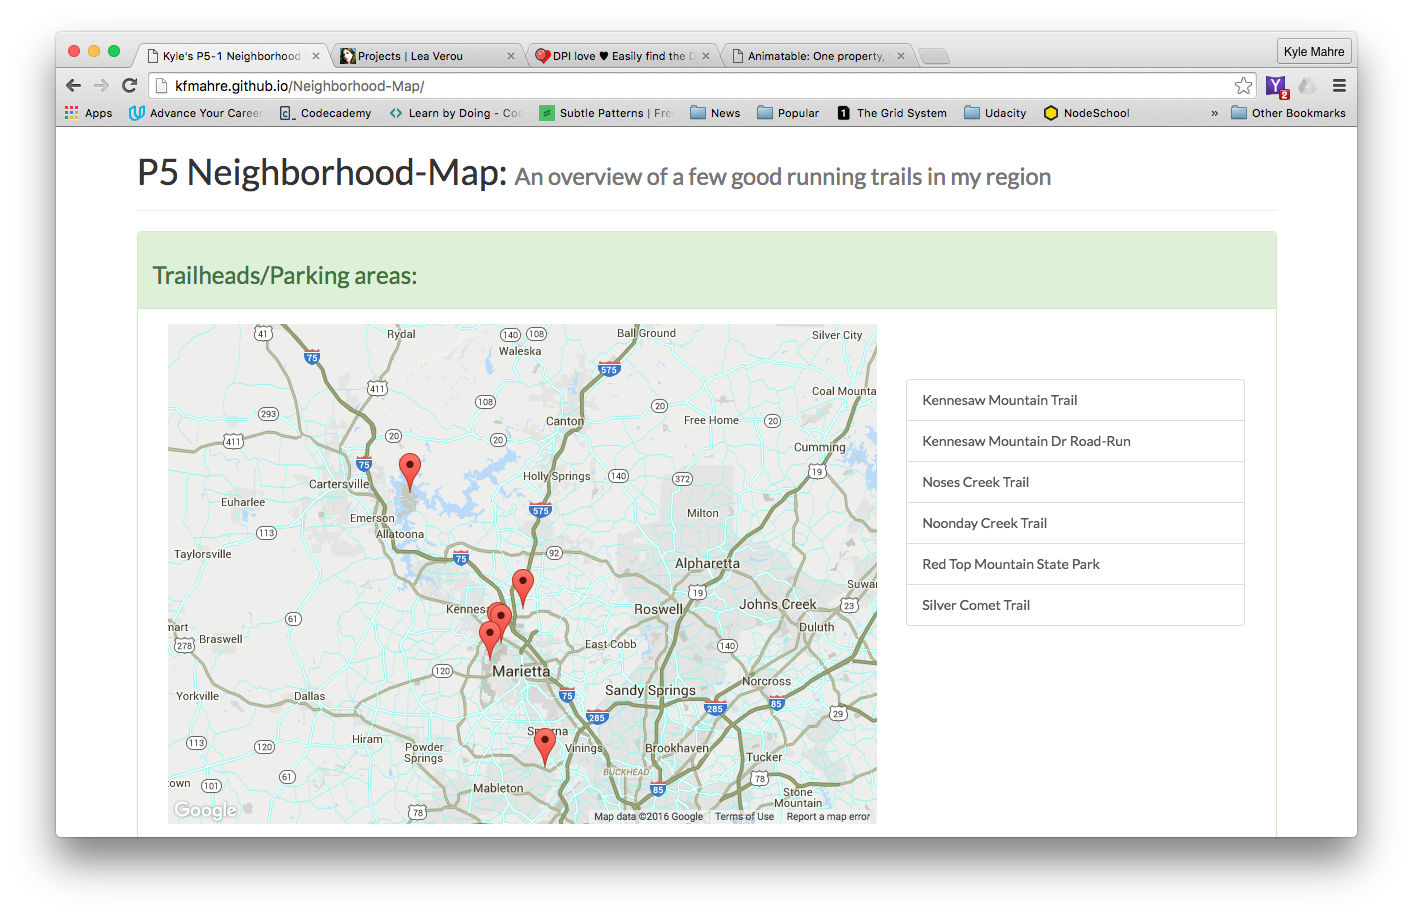 Kyle's P5-1 Neighborhood
Projects | Lea Verou
DPI love ♥ Easily find the D
Animatable: One property,
Kyle Mahre
kfmahre.github.io/Neighborhood-Map/
2
Apps
Advance Your Career
Codecademy
Learn by Doing - Coc
Subtle Patterns | Free
News
Popular
1 The Grid System
Udacity
NodeSchool
»
Other Bookmarks
P5 Neighborhood-Map: An overview of a few good running trails in my region
Trailheads/Parking areas:
41
Rydal
140
108
Ball Ground
Silver City
75
Waleska
575
411
Coal Mounta
293
108
20
Canton
Free Home
20
411
20
20
Cumming
75
19
Cartersville
Holly Springs
140
372
Euharlee
Emerson
575
Milton
113
Allatoona
Taylorsville
75
92
Alpharetta
Suwa
19
Kennesa
Roswell
Johns Creek
23
61
mart
Braswell
278
East Cobb
140
Duluth
120
Marietta
Norcross
Yorkville
Dallas
75
Sandy Springs
285
285
85
29
113
120
Hiram
Powder
Springs
Vinings
Brookhaven
Tucker
own
101
61
BUCKHEAD
78
Mableton
85
Stone
Mountain
78
Google
Map data ©2016 Google
Terms of Use
Report a map error
Kennesaw Mountain Trail
Kennesaw Mountain Dr Road-Run
Noses Creek Trail
Noonday Creek Trail
Red Top Mountain State Park
Silver Comet Trail